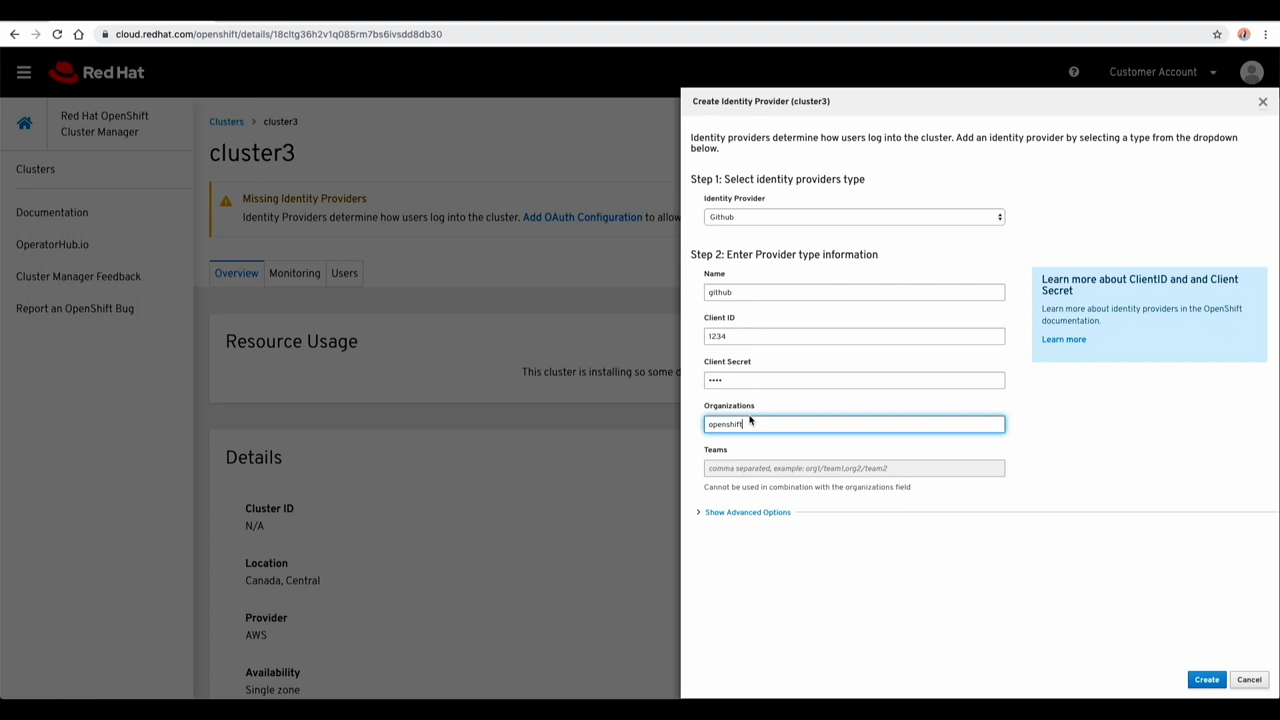 cloud.redhat.com/openshift/details/18cltg36h2v1q085rm7bs6ivsdd8db30
Red Hat
Customer Account
Red Hat OpenShift
Cluster Manager
Clusters
Documentation
OperatorHub.io
Cluster Manager Feedback
Report an OpenShift Bug
Clusters > cluster3
cluster3
Missing Identity Providers
Identity Providers determine how users log into the cluster. Add OAuth Configuration to allow
Overview Monitoring Users
Resource Usage
This cluster is installing so some d
Details
Cluster ID
N/A
Location
Canada, Central
Provider
AWS
Availability
Single zone
Create Identity Provider (cluster3)
Identity providers determine how users log into the cluster. Add an identity provider by selecting a type from the dropdown
below.
Step 1: Select identity providers type
Identity Provider
Github
Step 2: Enter Provider type information
Name
github
Client ID
1234
Client Secret
••••
Organizations
openshift
Teams
comma separated, example: org1/team1,org2/team2
Cannot be used in combination with the organizations field
Show Advanced Options
Learn more about ClientID and and Client
Secret
Learn more about identity providers in the OpenShift
documentation.
Learn more
Create Cancel